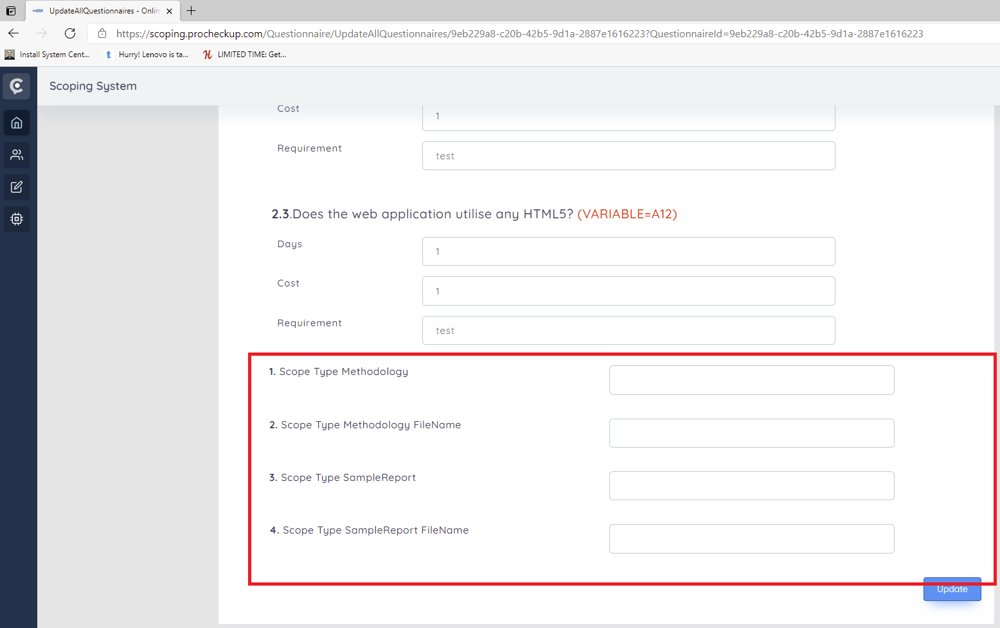 UpdateAllQuestionnaires - Onlin
https://scoping.procheckup.com/Questionnaire/UpdateAllQuestionnaires/9eb229a8-c20b-42b5-9d1a-2887e1616223?QuestionnaireId=9eb229a8-c20b-42b5-9d1a-2887e1616223
Install System Cent... t Hurry! Lenovo is ta... H LIMITED TIME: Get...
Scoping System
Cost
1
Requirement
test
2.3.Does the web application utilise any HTML5? (VARIABLE=A12)
Days
1
Cost
1
Requirement
test
1. Scope Type Methodology
2. Scope Type Methodology FileName
3. Scope Type SampleReport
4. Scope Type SampleReport FileName
Update